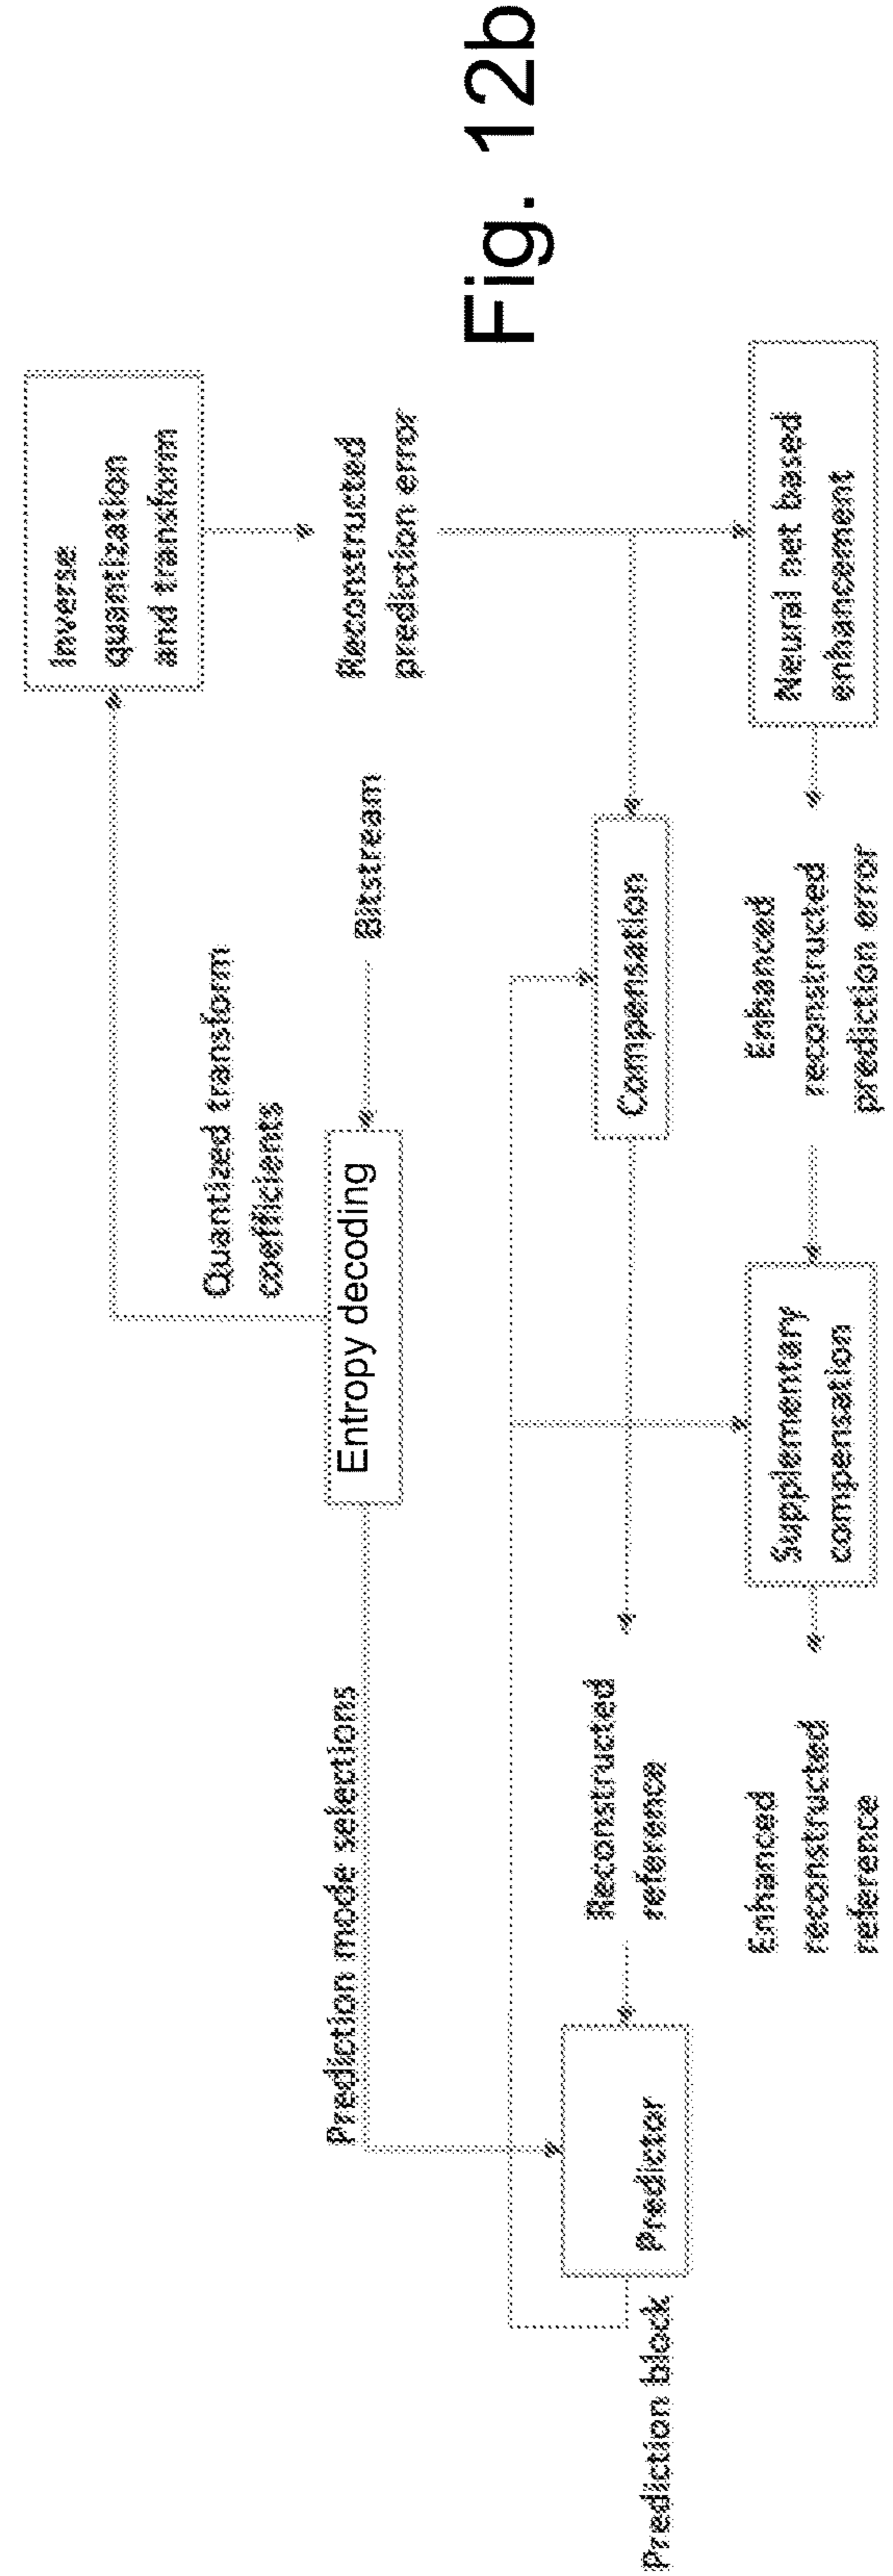 Inverse
quantization
and transform
Quantized transform
coefficients
Reconstructed
prediction error
Prediction mode selections
Entropy decoding
Bitstream
Fig. 12b
Prediction block
Predictor
Reconstructed
reference
Compensation
Enhanced
reconstructed
reference
Supplementary
compensation
Enhanced
reconstructed
prediction error
Neural net based
enhancement